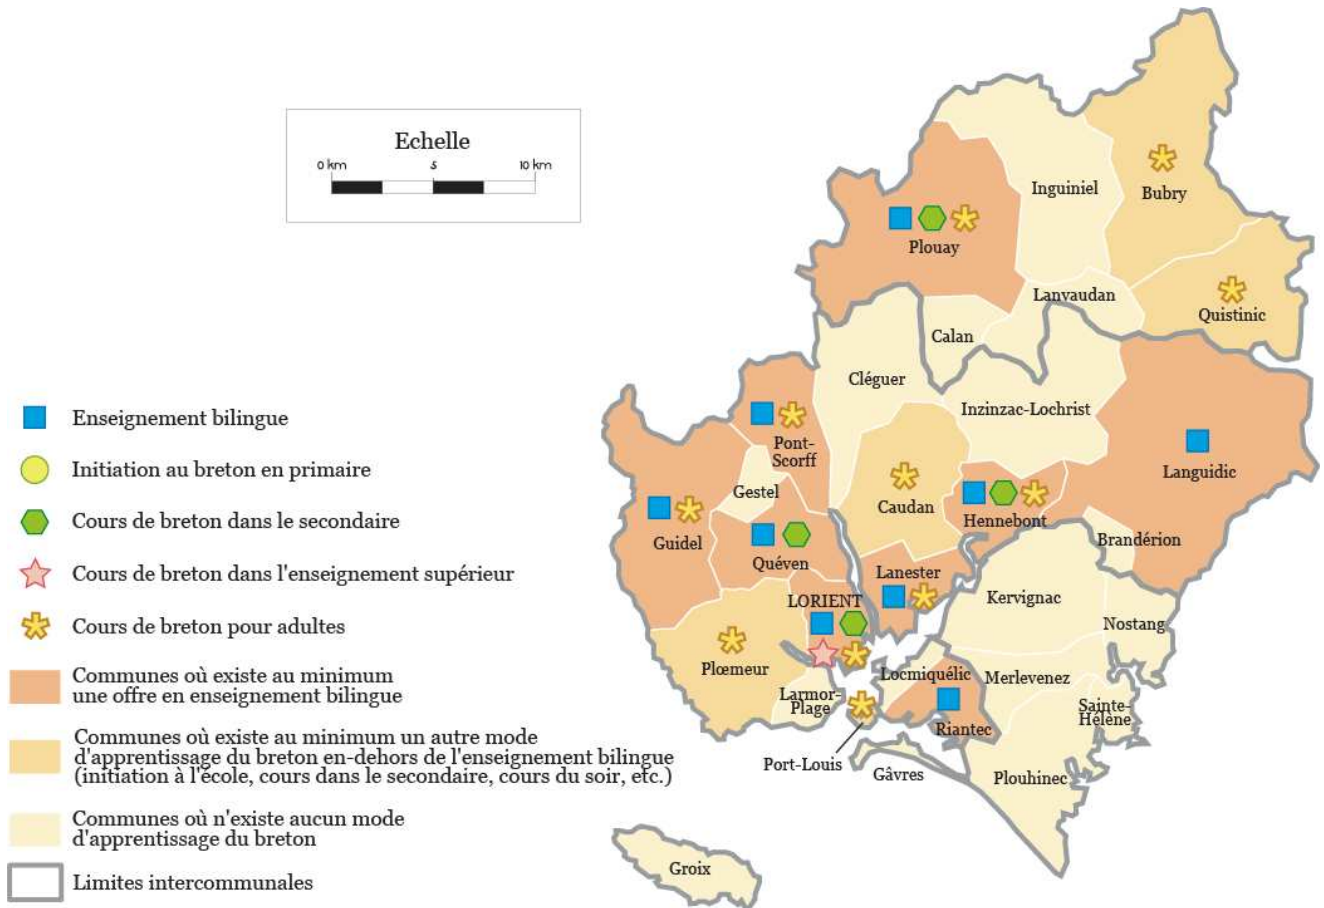 Echelle
0 km 5 10 km
Enseignement bilingue
Initiation au breton en primaire
Cours de breton dans le secondaire
Cours de breton dans l'enseignement supérieur
Cours de breton pour adultes
Communes où existe au minimum
une offre en enseignement bilingue
Communes où existe au minimum un autre mode
d'apprentissage du breton en-dehors de l'enseignement bilingue
(initiation à l'école, cours dans le secondaire, cours du soir, etc.)
Communes où n'existe aucun mode
d'apprentissage du breton
Limites intercommunales
Inguiniel
Bubry
Plouay
Lanvaudan
Quistinic
Calan
Cléguer
Inzinzac-Lochrist
Pont-
Scorff
Languidic
Gestel
Caudan
Hennebont
Guidel
Brandérion
Quéven
Lanester
LORIENT
Kervignac
Nostang
Plœmeur
Locmiquélic
Merlevenez
Larmor-
Plage
Sainte-
Hélène
Riantec
Port-Louis
Gâvres
Plouhinec
Groix